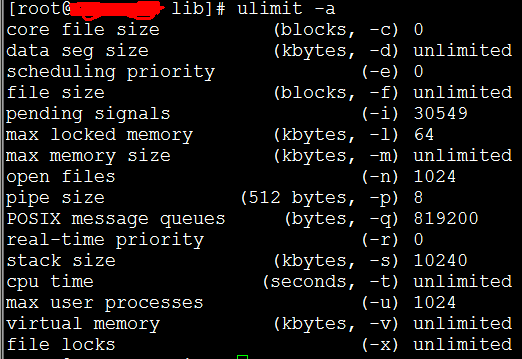 [root@ lib]# ulimit -a
core file size (blocks, -c) 0
data seg size (kbytes, -d) unlimited
scheduling priority (-e) 0
file size (blocks, -f) unlimited
pending signals (-i) 30549
max locked memory (kbytes, -l) 64
max memory size (kbytes, -m) unlimited
open files (-n) 1024
pipe size (512 bytes, -p) 8
POSIX message queues (bytes, -q) 819200
real-time priority (-r) 0
stack size (kbytes, -s) 10240
cpu time (seconds, -t) unlimited
max user processes (-u) 1024
virtual memory (kbytes, -v) unlimited
file locks (-x) unlimited